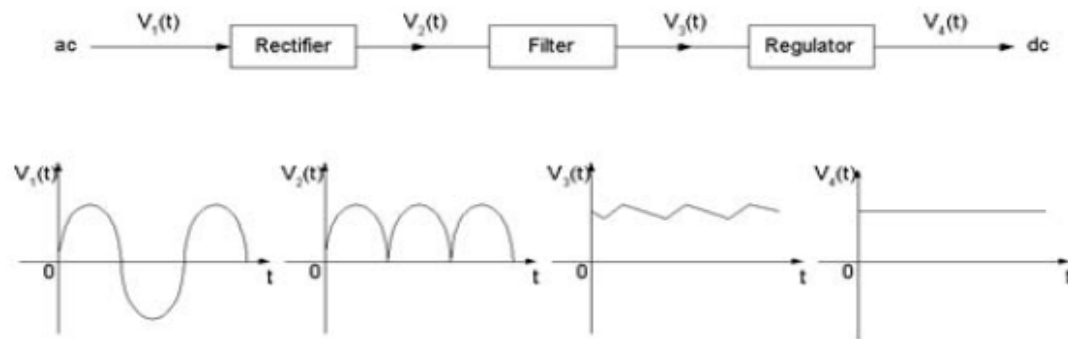 V₁(t) V₂(t) V₃(t) V₄(t)
ac Rectifier Filter Regulator dc
V₁(t) V₂(t) V₃(t) V₄(t)
0 t 0 t 0 t 0 t